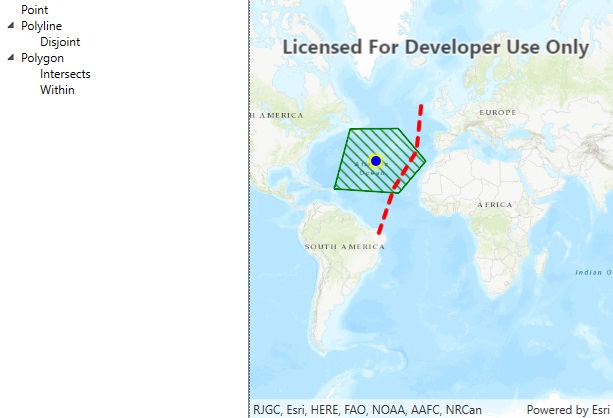 Point
Polyline
Disjoint
Polygon
Intersects
Within
Licensed For Developer Use Only
H AMERICA
EUROPE
Ocean
AFRICA
SOUTH AMERICA
Indian O
RJGC, Esri, HERE, FAO, NOAA, AAFC, NRCan
Powered by Esri